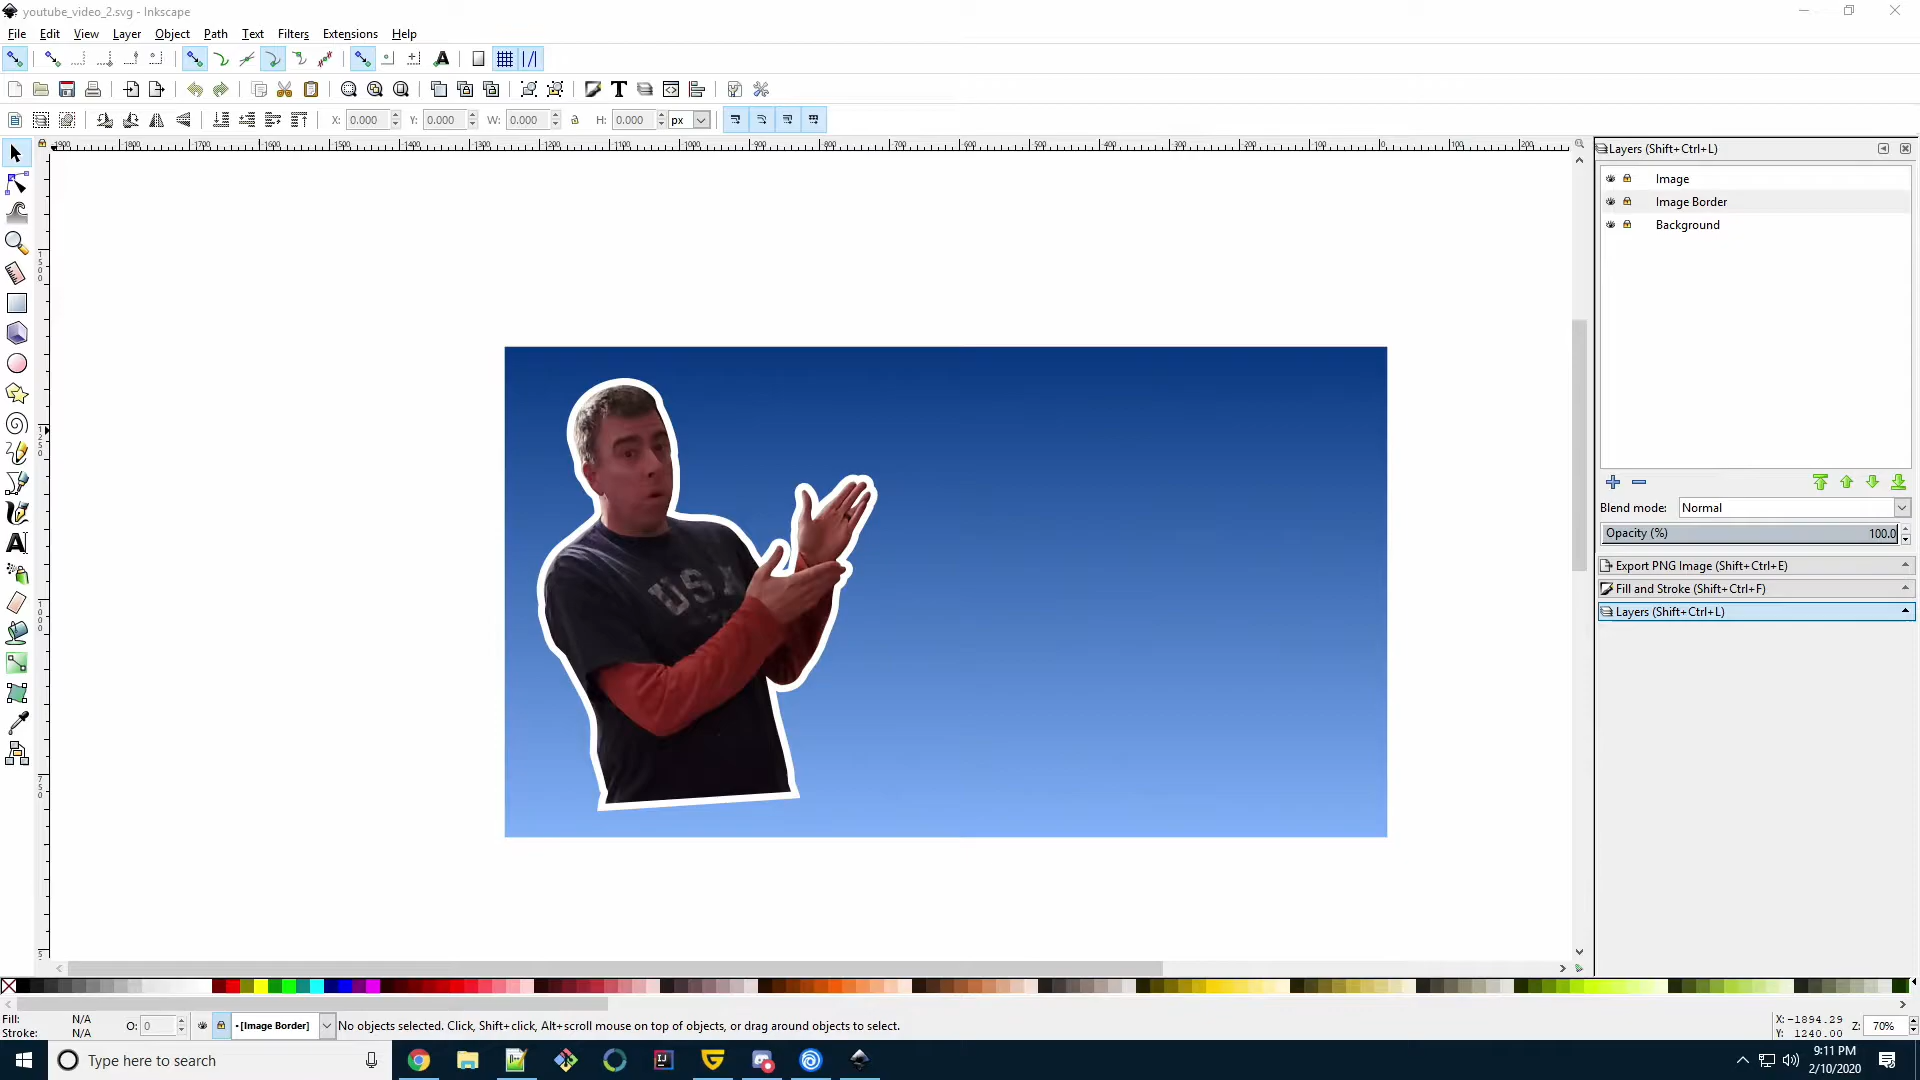 youtube_video_2.svg - Inkscape
File Edit View Layer Object Path Text Filters Extensions Help
X: 0.000 Y: 0.000 W: 0.000 H: 0.000 px
Layers (Shift+Ctrl+L)
Image
Image Border
Background
USA
Blend mode: Normal
Opacity (%) 100.0
Export PNG Image (Shift+Ctrl+E)
Fill and Stroke (Shift+Ctrl+F)
Layers (Shift+Ctrl+L)
Fill: N/A
Stroke: N/A
O: 0
[Image Border]
No objects selected. Click, Shift+click, Alt+scroll mouse on top of objects, or drag around objects to select.
X: -1894.29
Y: 1240.00
Z: 70%
Type here to search
9:11 PM
2/10/2020